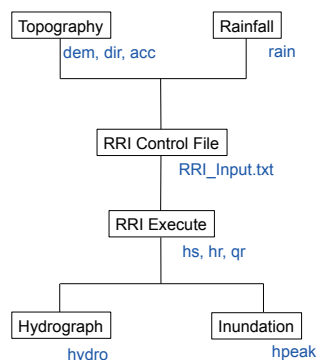 Topography
Rainfall
dem, dir, acc
rain
RRI Control File
RRI_Input.txt
RRI Execute
hs, hr, qr
Hydrograph
Inundation
hydro
hpeak